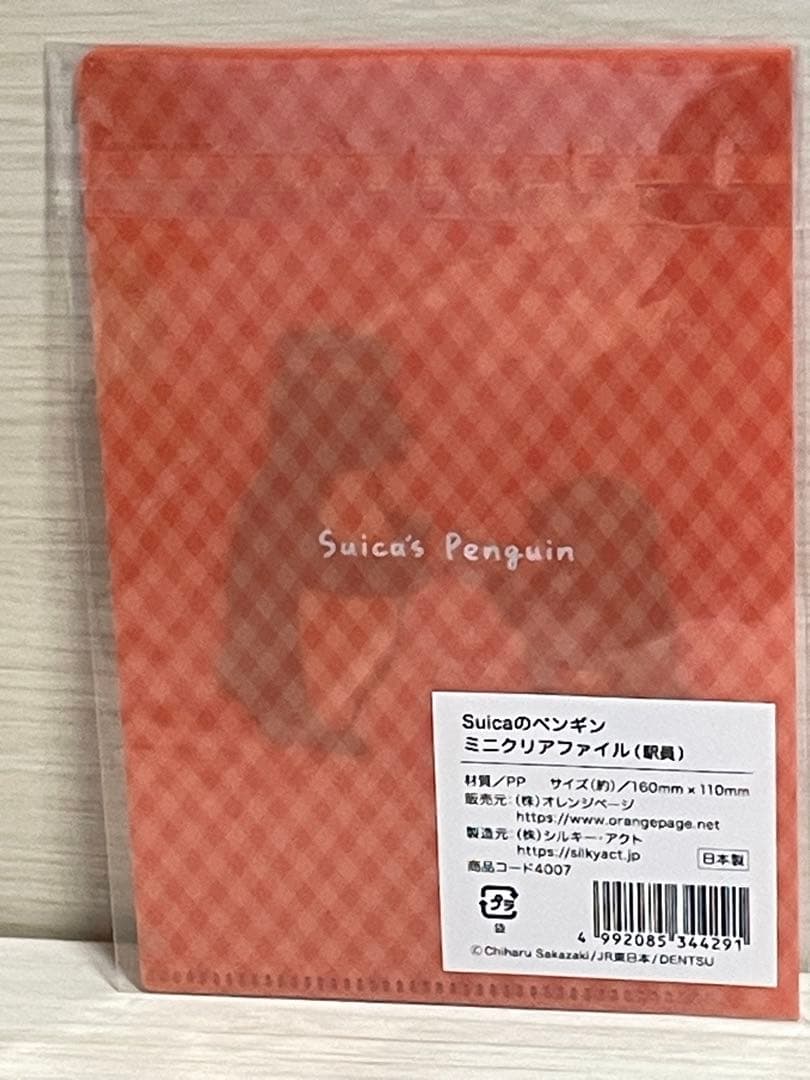 Suica's Penguin
Suicaのペンギン
ミニクリアファイル(駅員)
材質/PP サイズ(約)/160mm×110mm
販売元:(株)オレンジページ
https://www.orangepage.net
製造元:(株)シルキー・アクト
https://silkyact.jp
日本製
商品コード4007
プラ
袋
4 992085 344291
©Chiharu Sakazaki/JR東日本/DENTSU